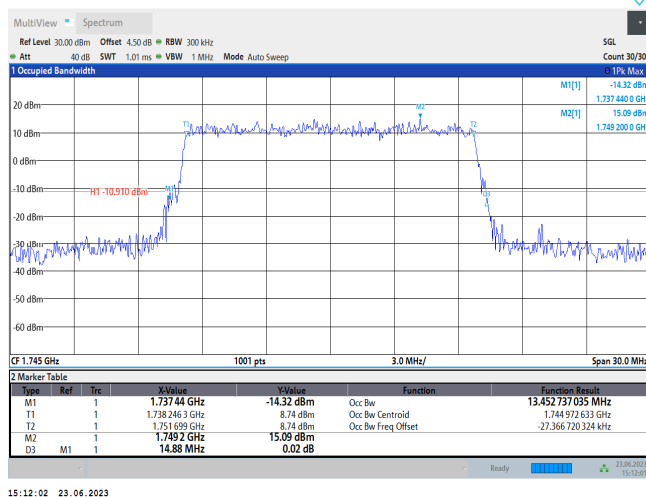 MultiView Spectrum
Ref Level 30.00 dBm Offset 4.50 dB RBW 300 kHz SGL
Att 40 dB SWT 1.01 ms VBW 1 MHz Mode Auto Sweep Count 30/30
1 Occupied Bandwidth 1Pk Max
M1[1] -14.32 dBm
1.737 440 0 GH
M2[1] 15.09 dBm
1.749 200 0 GH
M2
20 dBm
T1 T2
10 dBm
0 dBm
-10 dBm H1 -10.910 dBm M1
D3
-20 dBm
-30 dBm
-40 dBm
-50 dBm
-60 dBm
CF 1.745 GHz 1001 pts 3.0 MHz/ Span 30.0 MHz
2 Marker Table
Type Ref Trc X-Value Y-Value Function Function Result
M1 1 1.737 44 GHz -14.32 dBm Occ Bw 13.452 737 035 MHz
T1 1 1.738 246 3 GHz 8.74 dBm Occ Bw Centroid 1.744 972 633 GHz
T2 1 1.751 699 GHz 8.74 dBm Occ Bw Freq Offset -27.366 720 324 kHz
M2 1 1.749 2 GHz 15.09 dBm
D3 M1 1 14.88 MHz 0.02 dB
Ready 23.06.2023
15:12:01
15:12:02 23.06.2023